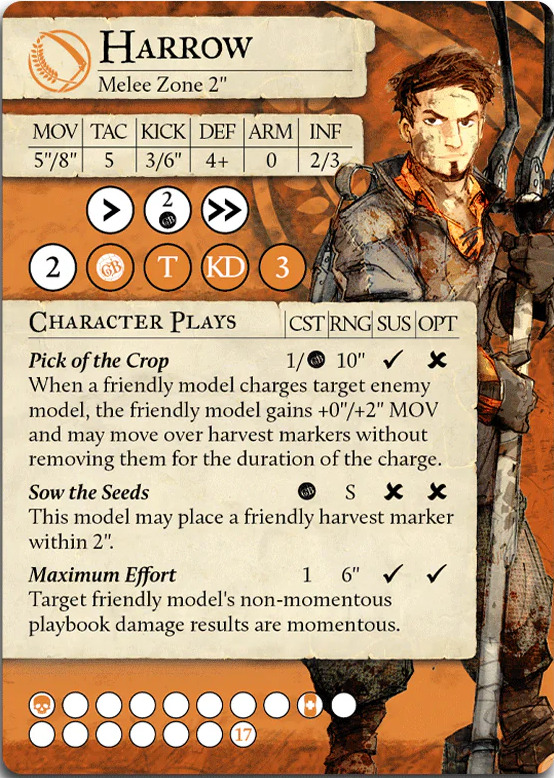 HARROW
Melee Zone 2"
MOV TAC KICK DEF ARM INF
5"/8" 5 3/6" 4+ 0 2/3
> 2 GB >>
2 GB T KD 3
CHARACTER PLAYS CST RNG SUS OPT
Pick of the Crop 1/GB 10" ✓ ✘
When a friendly model charges target enemy
model, the friendly model gains +0"/+2" MOV
and may move over harvest markers without
removing them for the duration of the charge.
Sow the Seeds GB S ✘ ✘
This model may place a friendly harvest marker
within 2".
Maximum Effort 1 6" ✓ ✓
Target friendly model's non-momentous
playbook damage results are momentous.
17